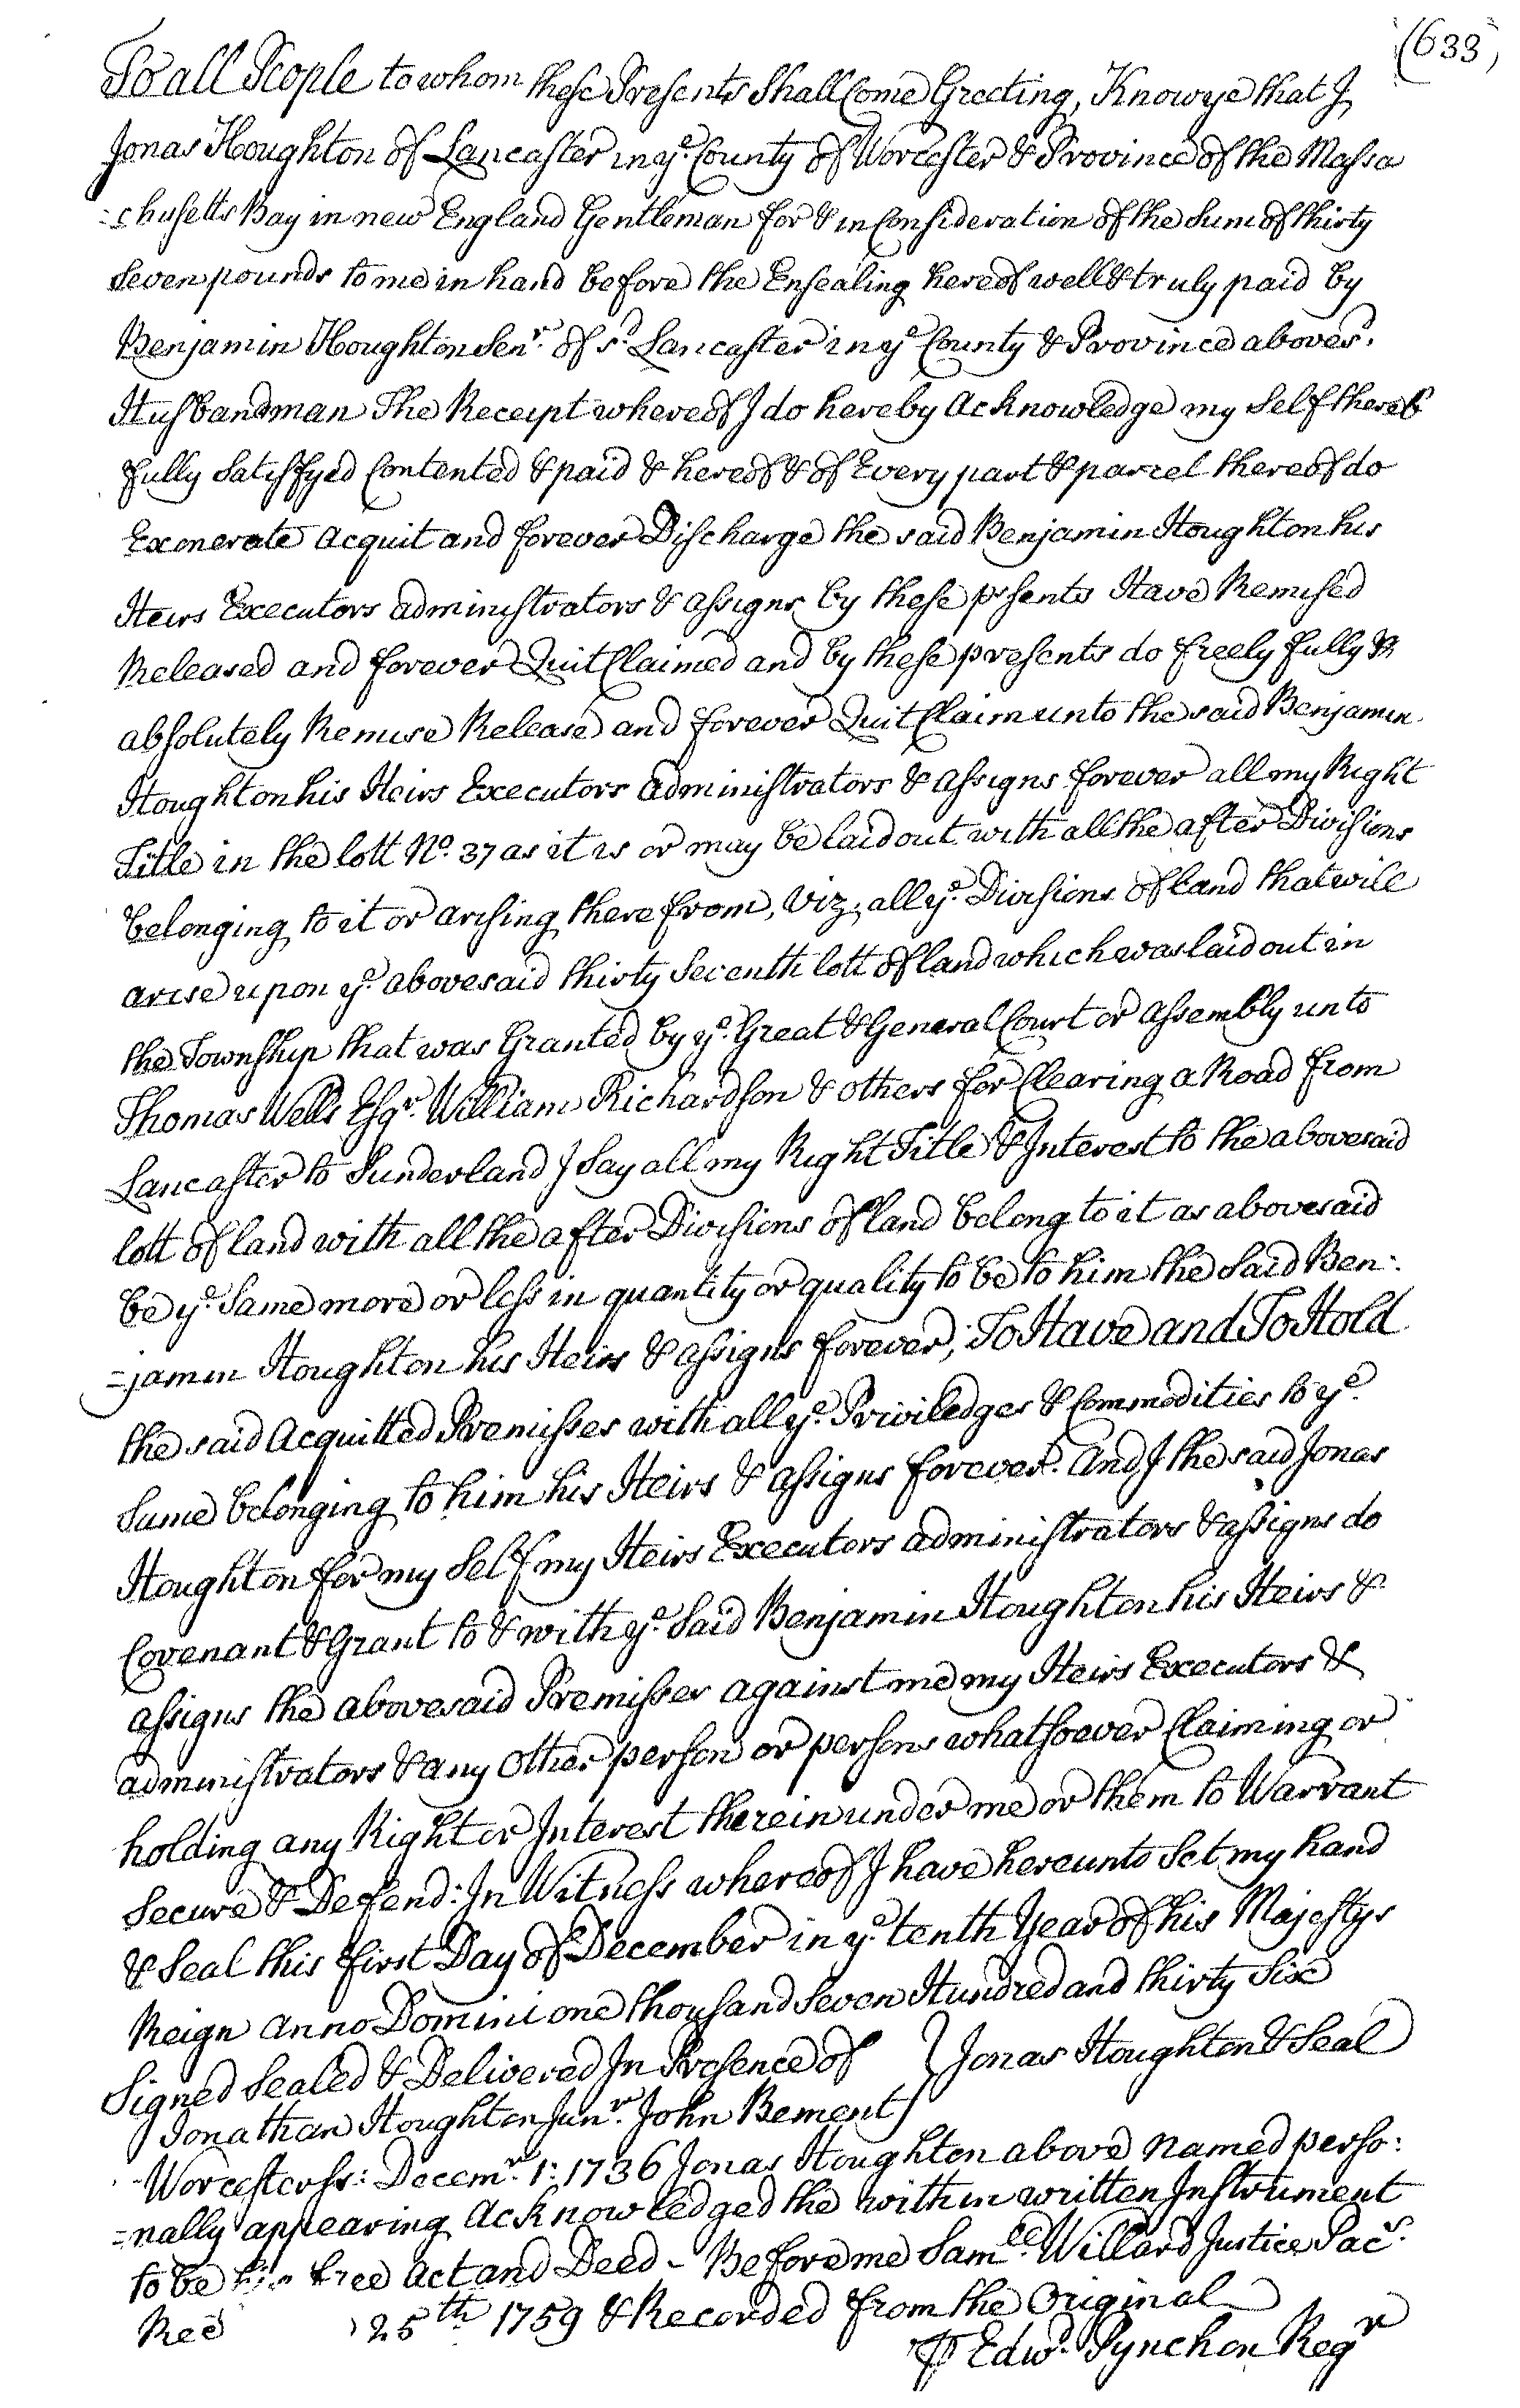 (633)
To all People to whom these Presents Shall Come Greeting, Know ye that I
Jonas Houghton of Lancaster in ye. County of Worcester & Province of the Massa
=chusetts Bay in new England Gentleman for & in Consideration of the Sum of thirty
Seven pounds to me in hand before the Ensealing hereof well & truly paid by
Benjamin Houghton Senr. of sd. Lancaster in ye. County & Province abovesd.
Husbandman The Receipt whereof I do hereby Acknowledge my Self thereof
fully Satisfyed Contented & paid & hereof & of Every part & parcel thereof do
Exonerate Acquit and forever Discharge the said Benjamin Houghton his
Heirs Executors administrators & assigns by these psents Have Remised
Released and forever Quit Claimed and by these presents do freely fully &
absolutely Remise Release and forever Quit Claim unto the said Benjamin
Houghton his Heirs Executors administrators & assigns forever all my Right
Title in the lott No. 37 as it is or may be laid out with all the after Divisions
belonging to it or arising there from, Viz, all ye. Divisions of land that will
arise upon ye. abovesaid thirty Seventh lott of land which was laid out in
the Township that was Granted by ye. Great & General Court or assembly unto
Thomas Wells Esqr. William Richardson & others for Clearing a Road from
Lancaster to Sunderland I Say all my Right Title & Interest to the abovesaid
lott of land with all the after Divisions of land belong to it as abovesaid
be ye. Same more or less in quantity or quality to be to him the Said Ben:
=jamin Houghton his Heirs & assigns forever; To Have and To Hold
the said Acquitted Premisses with all ye. Priviledges & Commodities to ye.
Same belonging to him his Heirs & assigns forever. And I the said Jonas
Houghton for my Self my Heirs Executors administrators & assigns do
Covenant & Grant to & with ye. Said Benjamin Houghton his Heirs &
assigns the abovesaid Premisses against me my Heirs Executors &
administrators & any other person or persons whatsoever Claiming or
holding any Right or Interest therein under me or them to Warrant
Secure & Defend: In Witness whereof I have hereunto Set my hand
& Seal this first Day of December in ye. tenth Year of his Majestys
Reign Anno Domini one thousand Seven Hundred and thirty Six
Signed Sealed & Delivered In Presence of } Jonas Houghton & Seal
Jonathan Houghton Junr. John Bement
Worcester ss: Decemr. 1: 1736 Jonas Houghton above Named perso:
=nally appearing Acknowledged the within written Instrument
to be his free Act and Deed - Before me Samll. Willard Justice Pacs.
Recd 25th 1759 & Recorded from the Original
⅌ Edwd. Pynchon Regr